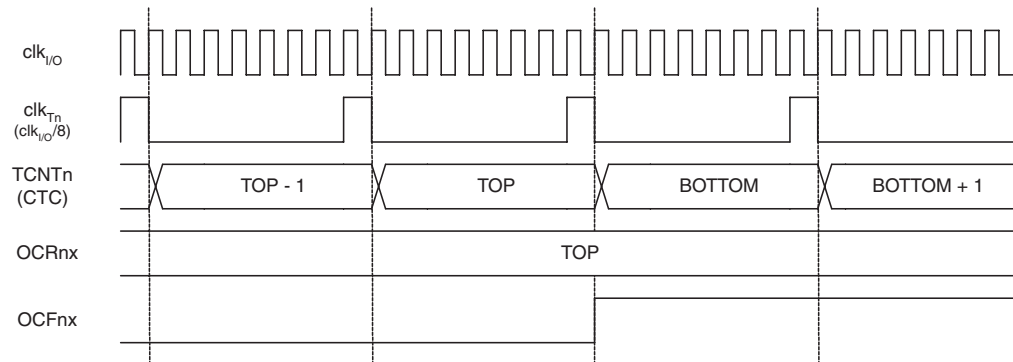 clkI/O
clkTn
(clkI/O/8)
TCNTn
(CTC)
TOP - 1
TOP
BOTTOM
BOTTOM + 1
OCRnx
TOP
OCFnx